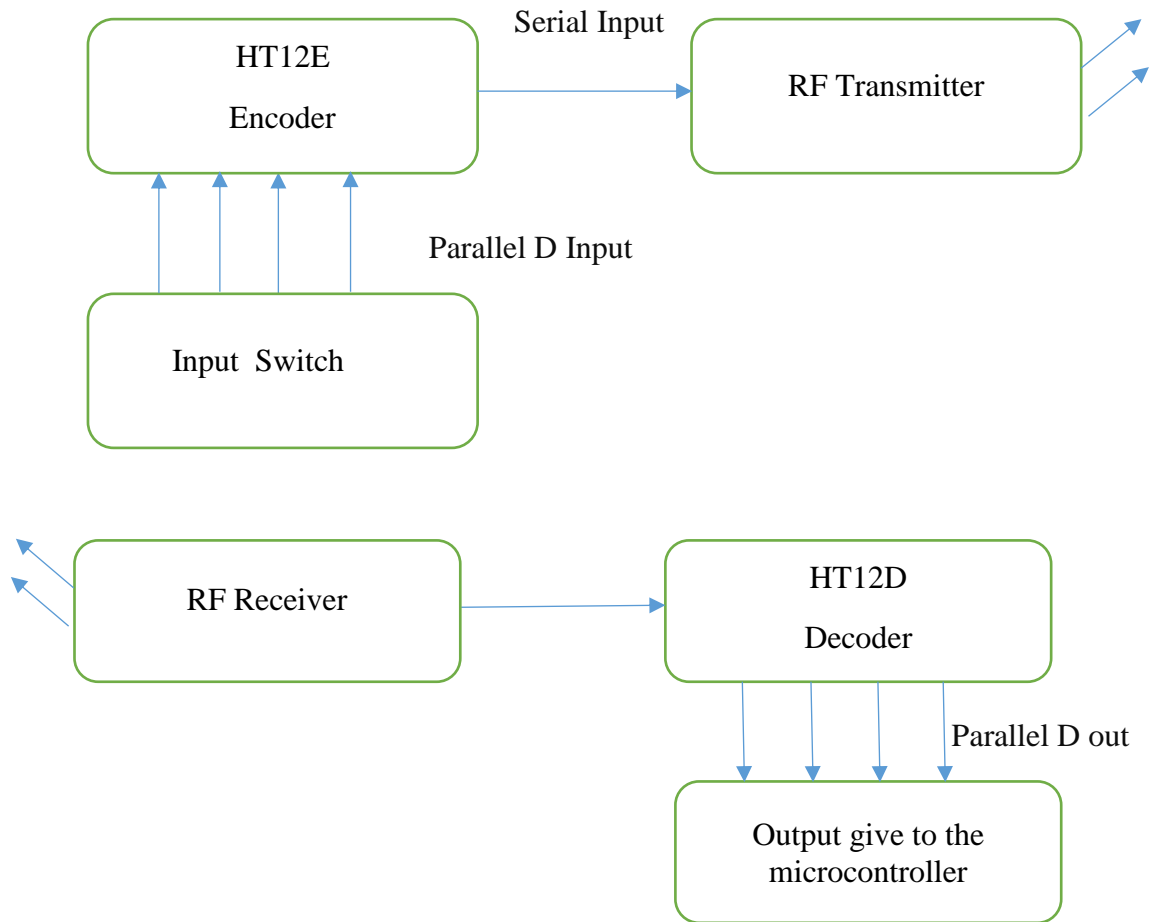 Serial Input
HT12E
Encoder
RF Transmitter
Parallel D Input
Input Switch
RF Receiver
HT12D
Decoder
Parallel D out
Output give to the
microcontroller